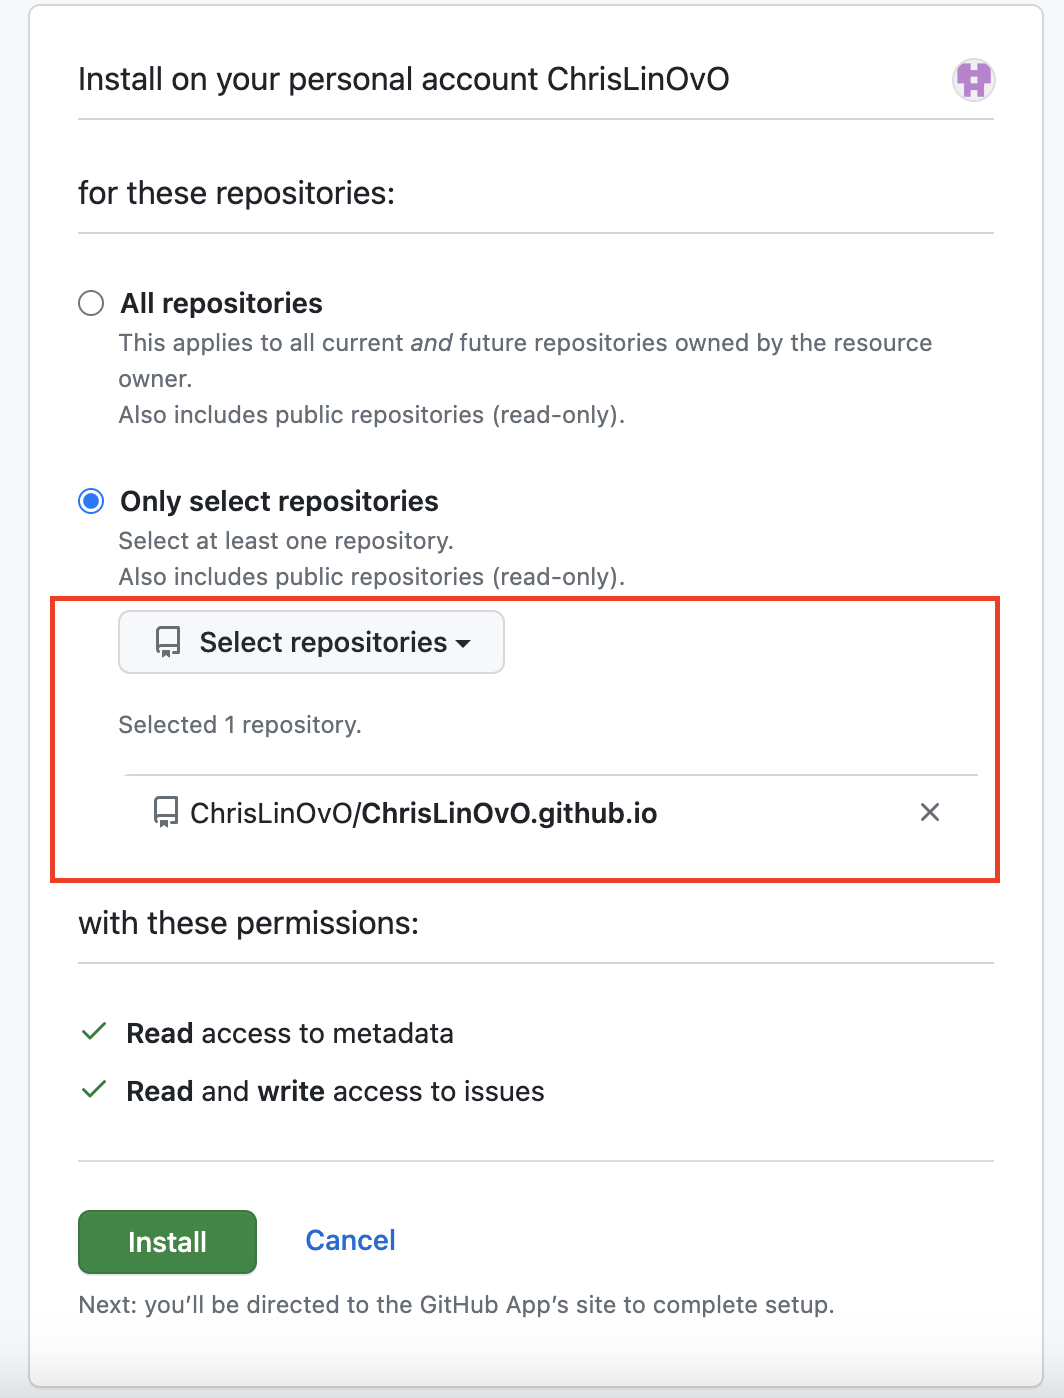 Install on your personal account ChrisLinOvO
for these repositories:
All repositories
This applies to all current and future repositories owned by the resource
owner.
Also includes public repositories (read-only).
Only select repositories
Select at least one repository.
Also includes public repositories (read-only).
Select repositories
Selected 1 repository.
ChrisLinOvO/ChrisLinOvO.github.io
with these permissions:
Read access to metadata
Read and write access to issues
Install Cancel
Next: you’ll be directed to the GitHub App’s site to complete setup.